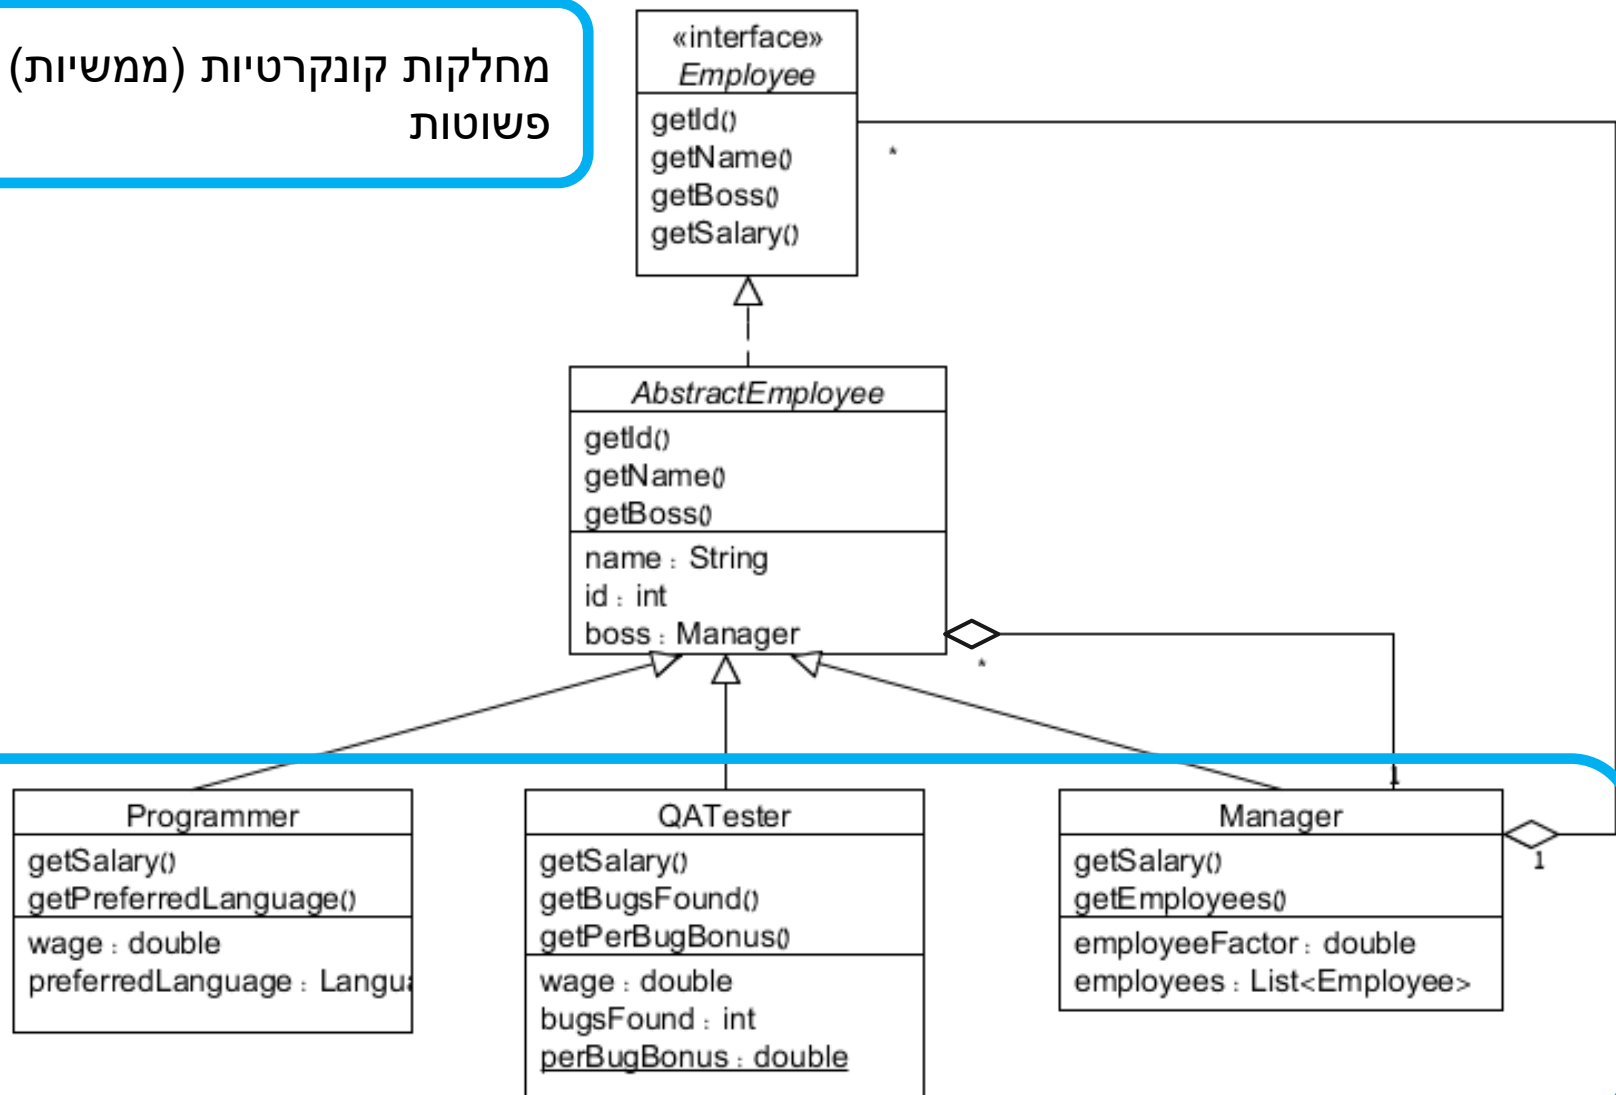 מחלקות קונקרטיות (ממשיות)
פשוטות
«interface»
Employee
getId()
getName()
getBoss()
getSalary()
*
AbstractEmployee
getId()
getName()
getBoss()
name : String
id : int
boss : Manager
*
1
Programmer
getSalary()
getPreferredLanguage()
wage : double
preferredLanguage :
QATester
getSalary()
getBugsFound()
getPerBugBonus()
wage : double
bugsFound : int
perBugBonus : double
Manager
getSalary()
getEmployees()
employeeFactor : double
employees : List<Employee>
1